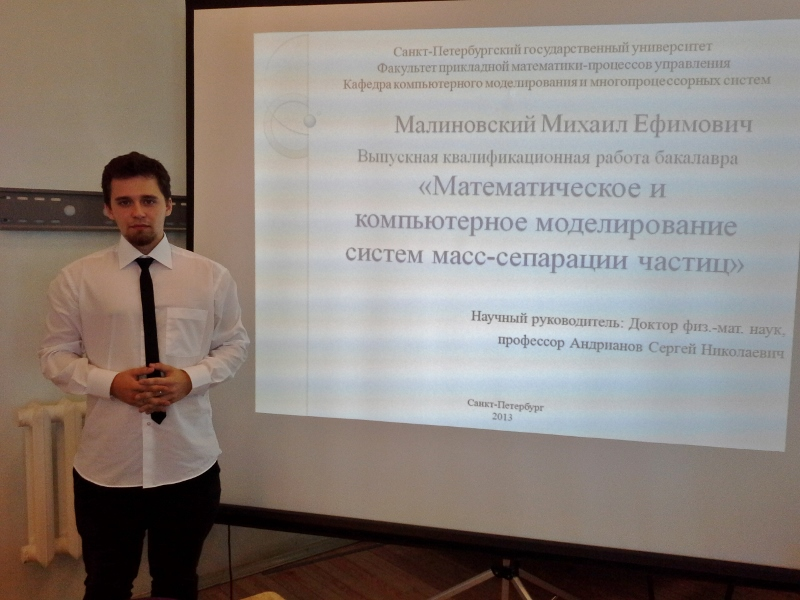 Санкт-Петербургский государственный университет
Факультет прикладной математики-процессов управления
Кафедра компьютерного моделирования и многопроцессорных систем
Малиновский Михаил Ефимович
Выпускная квалификационная работа бакалавра
«Математическое и
компьютерное моделирование
систем масс-сепарации частиц»
Научный руководитель: Доктор физ.-мат. наук,
профессор Андрианов Сергей Николаевич
Санкт-Петербург
2013